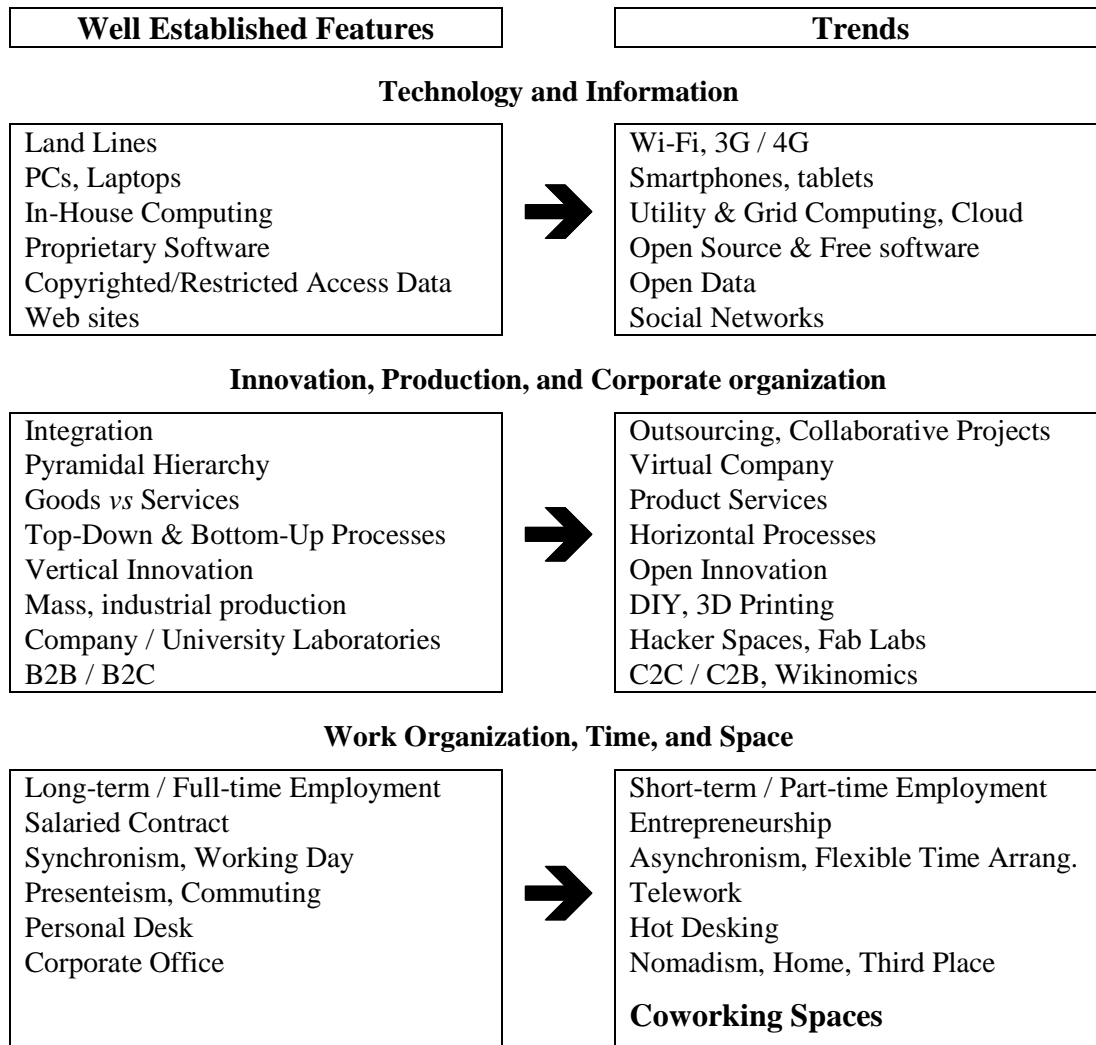 Well Established Features
Trends
Technology and Information
Land Lines
PCs, Laptops
In-House Computing
Proprietary Software
Copyrighted/Restricted Access Data
Web sites
Wi-Fi, 3G / 4G
Smartphones, tablets
Utility & Grid Computing, Cloud
Open Source & Free software
Open Data
Social Networks
Innovation, Production, and Corporate organization
Integration
Pyramidal Hierarchy
Goods vs Services
Top-Down & Bottom-Up Processes
Vertical Innovation
Mass, industrial production
Company / University Laboratories
B2B / B2C
Outsourcing, Collaborative Projects
Virtual Company
Product Services
Horizontal Processes
Open Innovation
DIY, 3D Printing
Hacker Spaces, Fab Labs
C2C / C2B, Wikinomics
Work Organization, Time, and Space
Long-term / Full-time Employment
Salaried Contract
Synchronism, Working Day
Presenteism, Commuting
Personal Desk
Corporate Office
Short-term / Part-time Employment
Entrepreneurship
Asynchronism, Flexible Time Arrang.
Telework
Hot Desking
Nomadism, Home, Third Place
Coworking Spaces